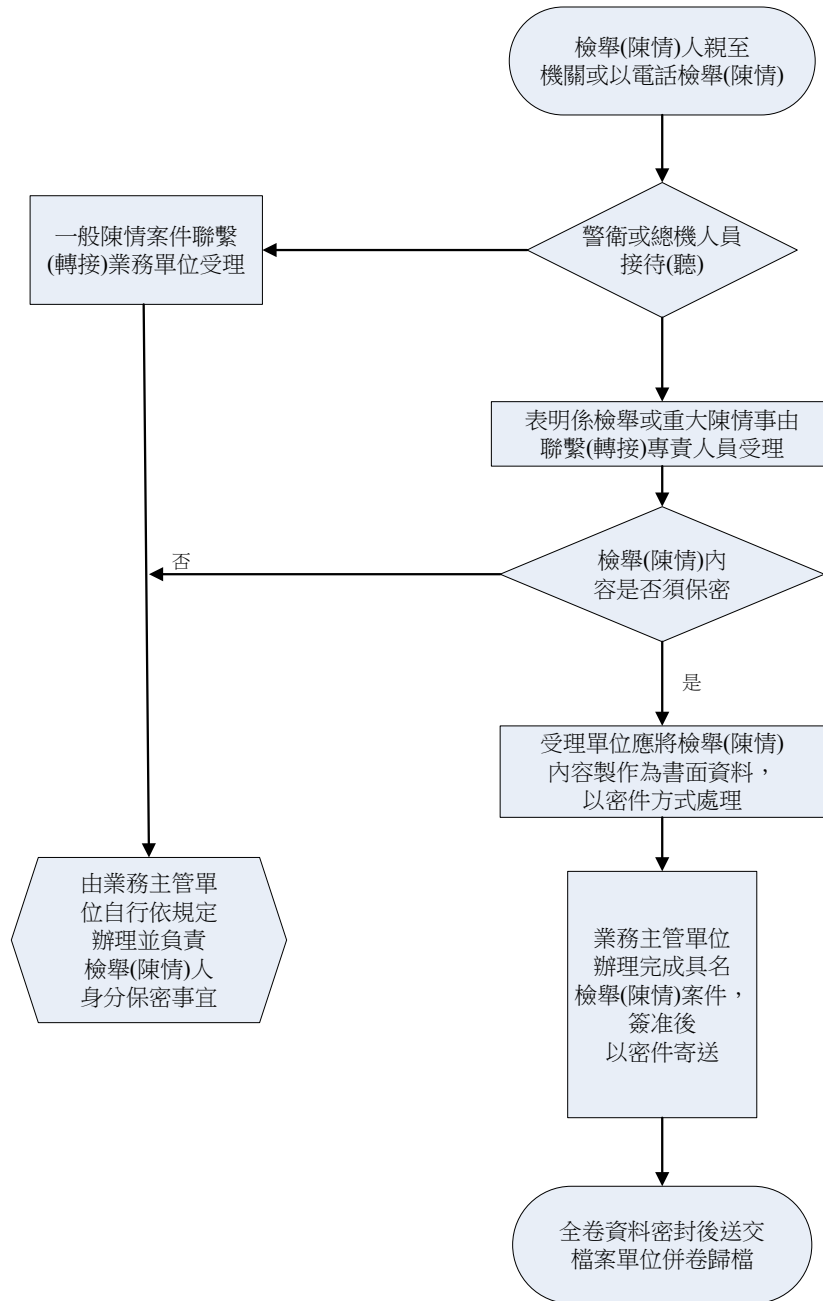 檢舉(陳情)人親至
機關或以電話檢舉(陳情)
警衛或總機人員
接待(聽)
一般陳情案件聯繫
(轉接)業務單位受理
表明係檢舉或重大陳情事由
聯繫(轉接)專責人員受理
檢舉(陳情)內
容是否須保密
否
是
受理單位應將檢舉(陳情)
內容製作為書面資料，
以密件方式處理
由業務主管單
位自行依規定
辦理並負責
檢舉(陳情)人
身分保密事宜
業務主管單位
辦理完成具名
檢舉(陳情)案件，
簽准後
以密件寄送
全卷資料密封後送交
檔案單位併卷歸檔